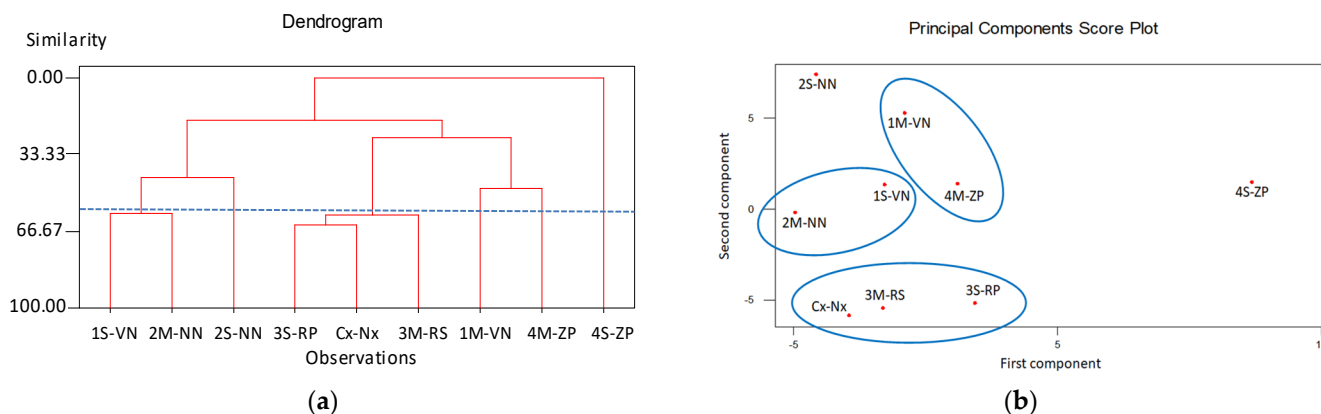 Dendrogram
Similarity
0.00
33.33
66.67
100.00
1S-VN 2M-NN 2S-NN 3S-RP Cx-Nx 3M-RS 1M-VN 4M-ZP 4S-ZP
Observations
(a)
Principal Components Score Plot
Second component
5
0
-5
2S-NN
1M-VN
1S-VN
4M-ZP
4S-ZP
2M-NN
3M-RS
3S-RP
Cx-Nx
-5 5 1
First component
(b)